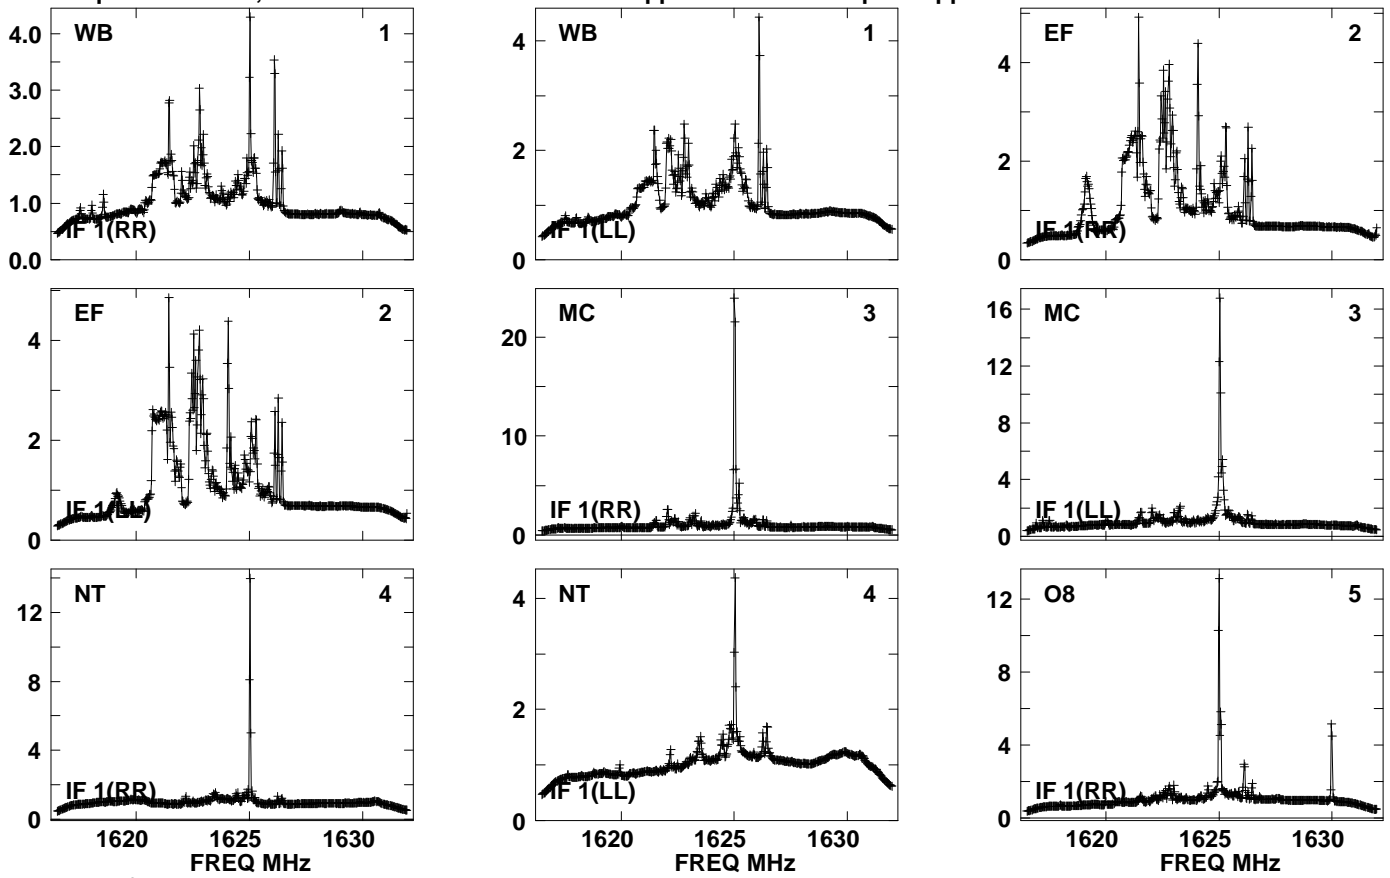 WB 1
4.0
3.0
2.0
1.0
0.0
IF 1(RR)
WB 1
4
2
0
IF 1(LL)
EF 2
4
2
0
IF 1(RR)
EF 2
4
2
0
IF 1(LL)
MC 3
20
10
0
IF 1(RR)
MC 3
16
12
8
4
0
IF 1(LL)
NT 4
12
8
4
0
IF 1(RR)
1620 1625 1630
FREQ MHz
NT 4
4
2
0
IF 1(LL)
1620 1625 1630
FREQ MHz
O8 5
12
8
4
0
IF 1(RR)
1620 1625 1630
FREQ MHz